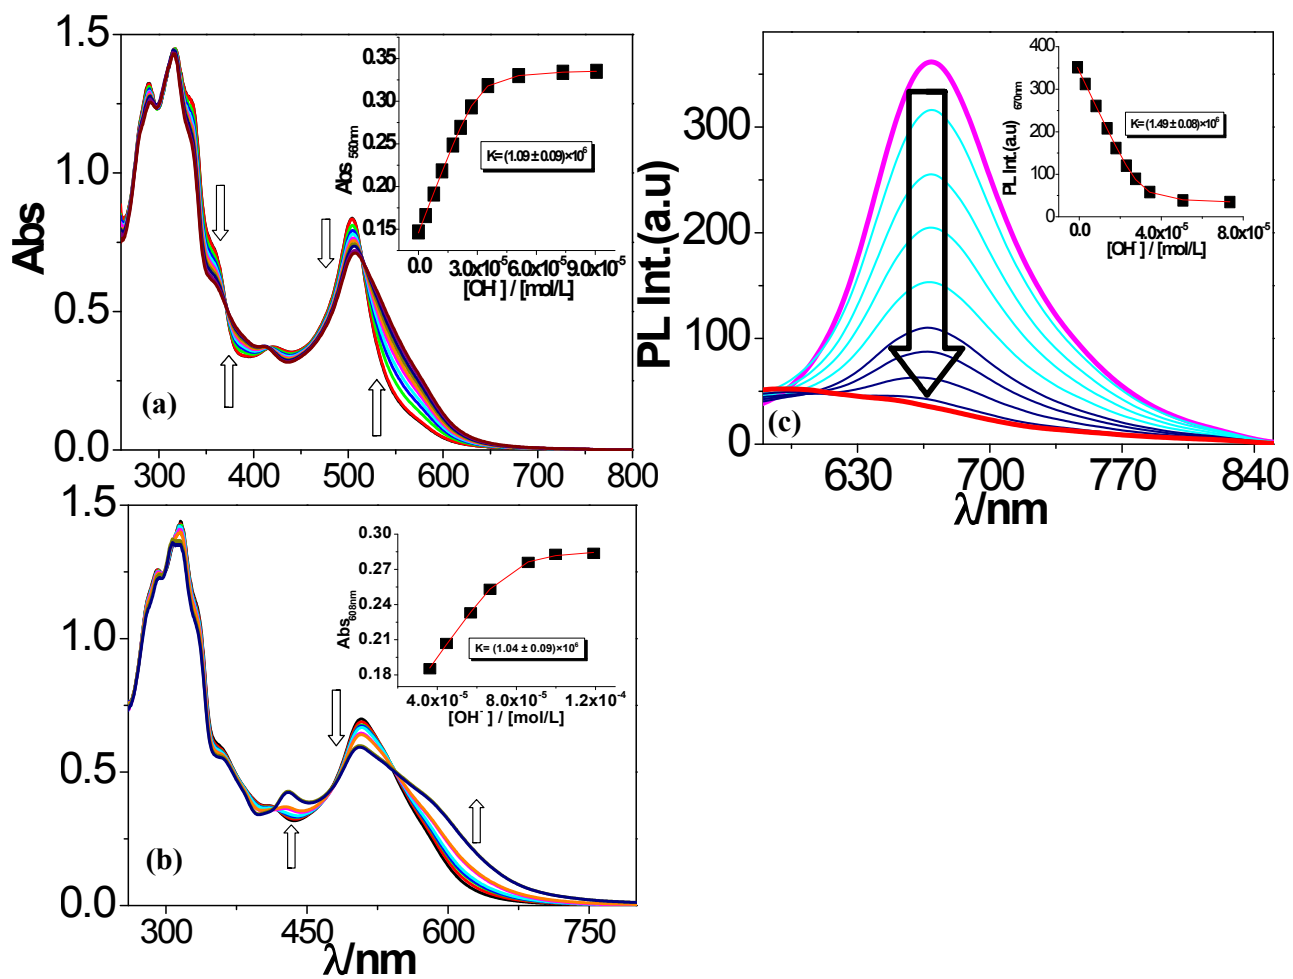 1.5
1.0
0.5
0.0
Abs
300 400 500 600 700 800
(a)
0.35
0.30
0.25
0.20
0.15
Abs 560nm
K= (1.09 ± 0.09)×10⁶
0.0 3.0x10⁻⁵ 6.0x10⁻⁵ 9.0x10⁻⁵
[OH⁻] / [mol/L]
300
200
100
0
PL Int.(a.u)
630 700 770 840
λ/nm
(c)
400
300
200
100
0
PL Int.(a.u) 670nm
K= (1.49 ± 0.08)×10⁶
0 4.0x10⁻⁵ 8.0x10⁻⁵
[OH⁻] / [mol/L]
1.5
1.0
0.5
0.0
300 450 600 750
λ/nm
(b)
0.30
0.27
0.24
0.21
0.18
Abs608nm
K= (1.04 ± 0.09)×10⁶
4.0x10⁻⁵ 8.0x10⁻⁵ 1.2x10⁻⁴
[OH⁻ ] / [mol/L]